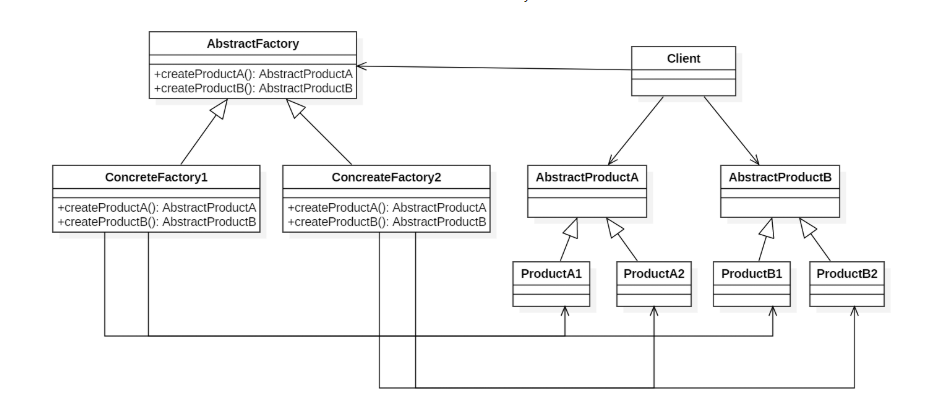 AbstractFactory
+createProductA(): AbstractProductA
+createProductB(): AbstractProductB
Client
ConcreteFactory1
+createProductA(): AbstractProductA
+createProductB(): AbstractProductB
ConcreateFactory2
+createProductA(): AbstractProductA
+createProductB(): AbstractProductB
AbstractProductA
AbstractProductB
ProductA1
ProductA2
ProductB1
ProductB2